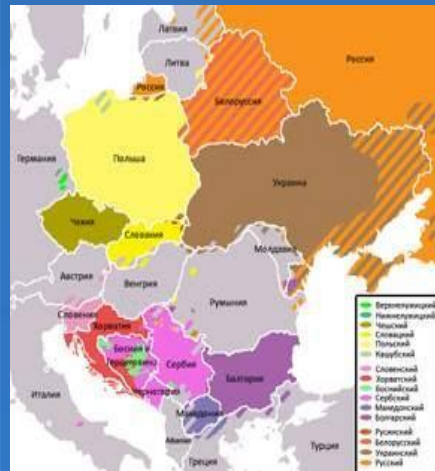 Латвия
Литва
Россия
Россия
Белоруссия
Польша
Германия
Украина
Чехия
Словакия
Молдавия
Австрия
Венгрия
Румыния
Словения
Хорватия
Босния и
Герцеговина
Сербия
Черногория
Болгария
Италия
Македония
Албания
Греция
Турция
Верхнелужицкий
Нижнелужицкий
Чешский
Словацкий
Польский
Кашубский
Словенский
Хорватский
Боснийский
Сербский
Македонский
Болгарский
Русинский
Белорусский
Украинский
Русский